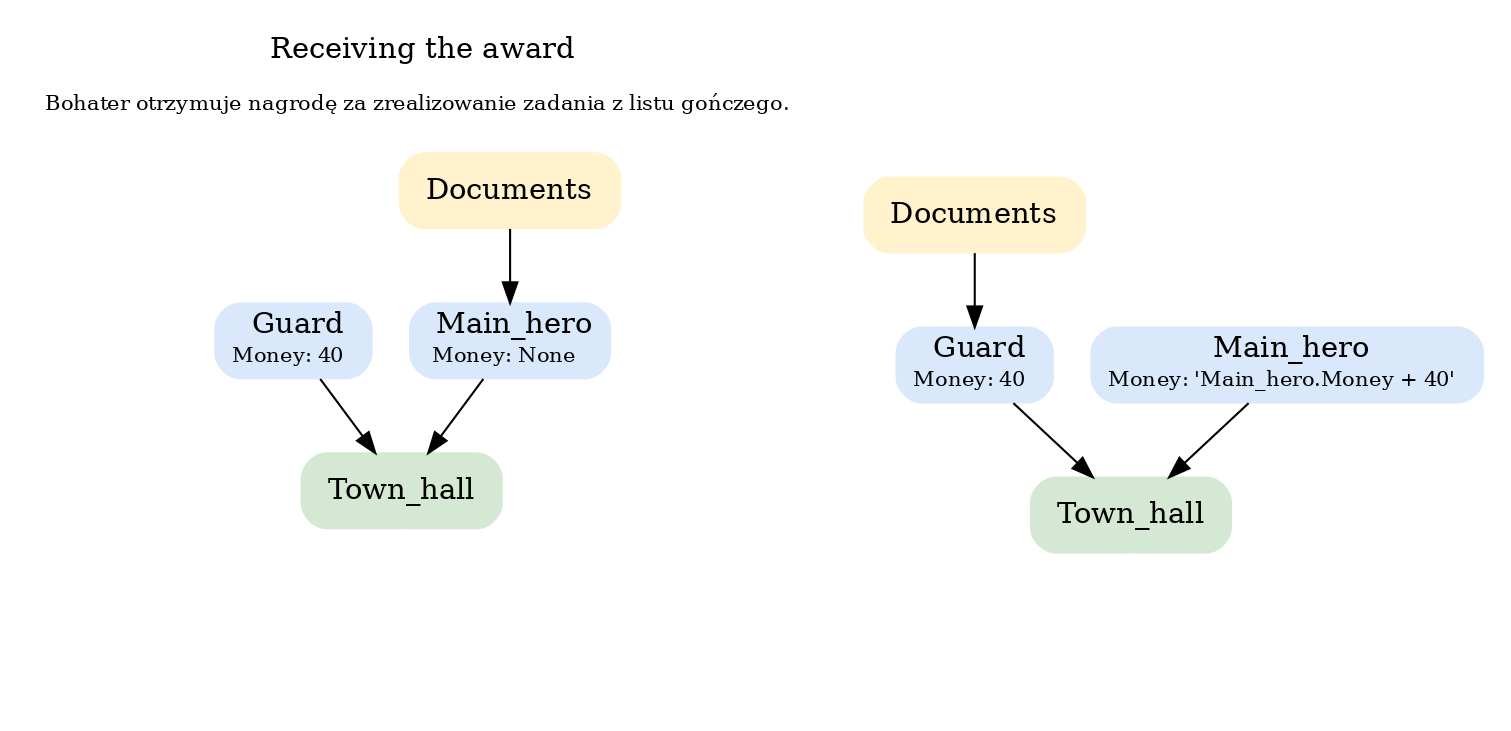 Receiving the award
Bohater otrzymuje nagrodę za zrealizowanie zadania z listu gończego.
Documents
Guard
Money: 40
Main_hero
Money: None
Town_hall
Documents
Guard
Money: 40
Main_hero
Money: 'Main_hero.Money + 40'
Town_hall